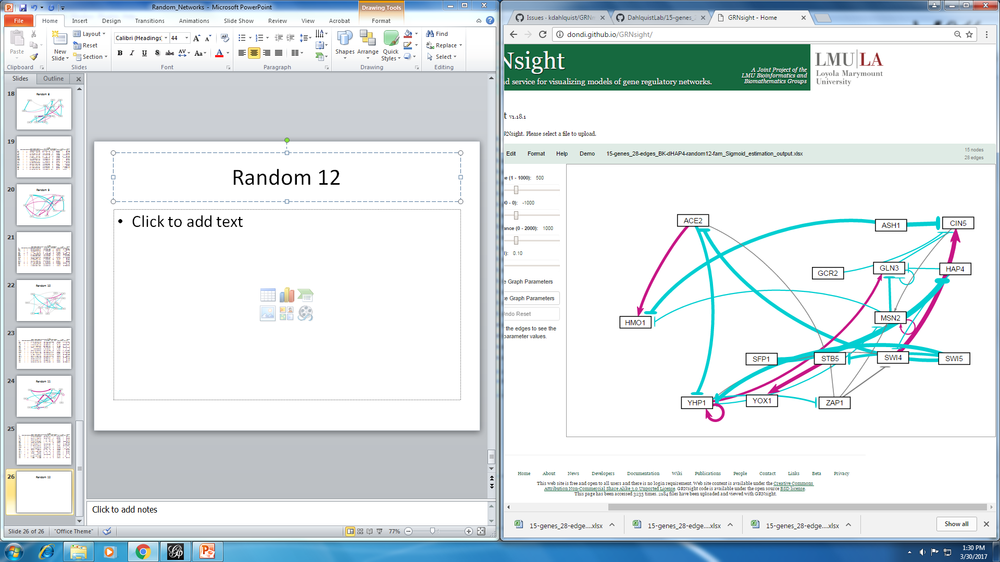 Random_Networks - Microsoft PowerPoint
Drawing Tools
File
Home
Insert
Design
Transitions
Animations
Slide Show
Review
View
Acrobat
Format
Paste
New
Slide
Layout
Reset
Section
Calibri (Headings)
44
B I U S abc AV Aa A
Shapes
Arrange
Quick
Styles
Find
Replace
Select
Clipboard
Slides
Font
Paragraph
Drawing
Editing
Slides
Outline
18
Random 8
19
20
Random 9
21
22
Random 10
23
24
Random 11
25
26
Random 12
Random 12
• Click to add text
Click to add notes
Slide 26 of 26
"Office Theme"
77%
Issues · kdahlquist/GRN
DahlquistLab/15-genes_2
GRNsight - Home
dondi.github.io/GRNsight/
Nsight
d service for visualizing models of gene regulatory networks.
A Joint Project of the
LMU Bioinformatics and
Biomathematics Groups
LMU|LA
Loyola Marymount
University
t v1.18.1
RNsight. Please select a file to upload.
Edit
Format
Help
Demo
15-genes_28-edges_BK-dHAP4-random12-fam_Sigmoid_estimation_output.xlsx
15 nodes
28 edges
e (1 - 1000): 500
00 - 0): -1000
ance (0 - 2000): 1000
l): 0.10
e Graph Parameters
ce Graph Parameters
Undo Reset
r the edges to see the
parameter values.
ACE2
ASH1
CIN5
GCR2
GLN3
HAP4
HMO1
MSN2
SFP1
STB5
SWI4
SWI5
YHP1
YOX1
ZAP1
Home
About
News
Developers
Documentation
Wiki
Publications
People
Contact
Links
Beta
Privacy
This web site is free and open to all users and there is no login requirement. Web site content is available under the Creative Commons
Attribution Non-Commercial Share Alike 3.0 Unported License. GRNsight code is available under the open source BSD license.
This page has been accessed 3235 times. 2184 files have been uploaded and viewed with GRNsight.
15-genes_28-edge....xlsx
15-genes_28-edge....xlsx
15-genes_28-edge....xlsx
Show all
1:30 PM
3/30/2017